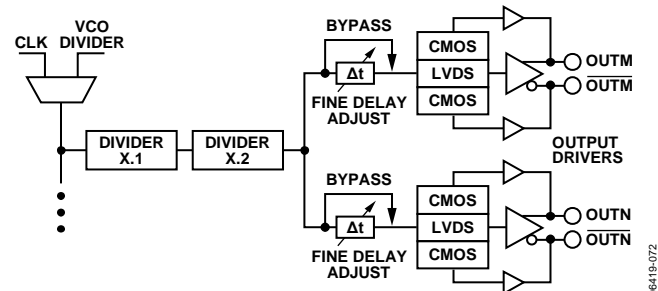 CLK
VCO
DIVIDER
DIVIDER
X.1
DIVIDER
X.2
BYPASS
Δt
FINE DELAY
ADJUST
CMOS
LVDS
CMOS
OUTM
OUTM
OUTPUT
DRIVERS
BYPASS
Δt
FINE DELAY
ADJUST
CMOS
LVDS
CMOS
OUTN
OUTN
06419-072